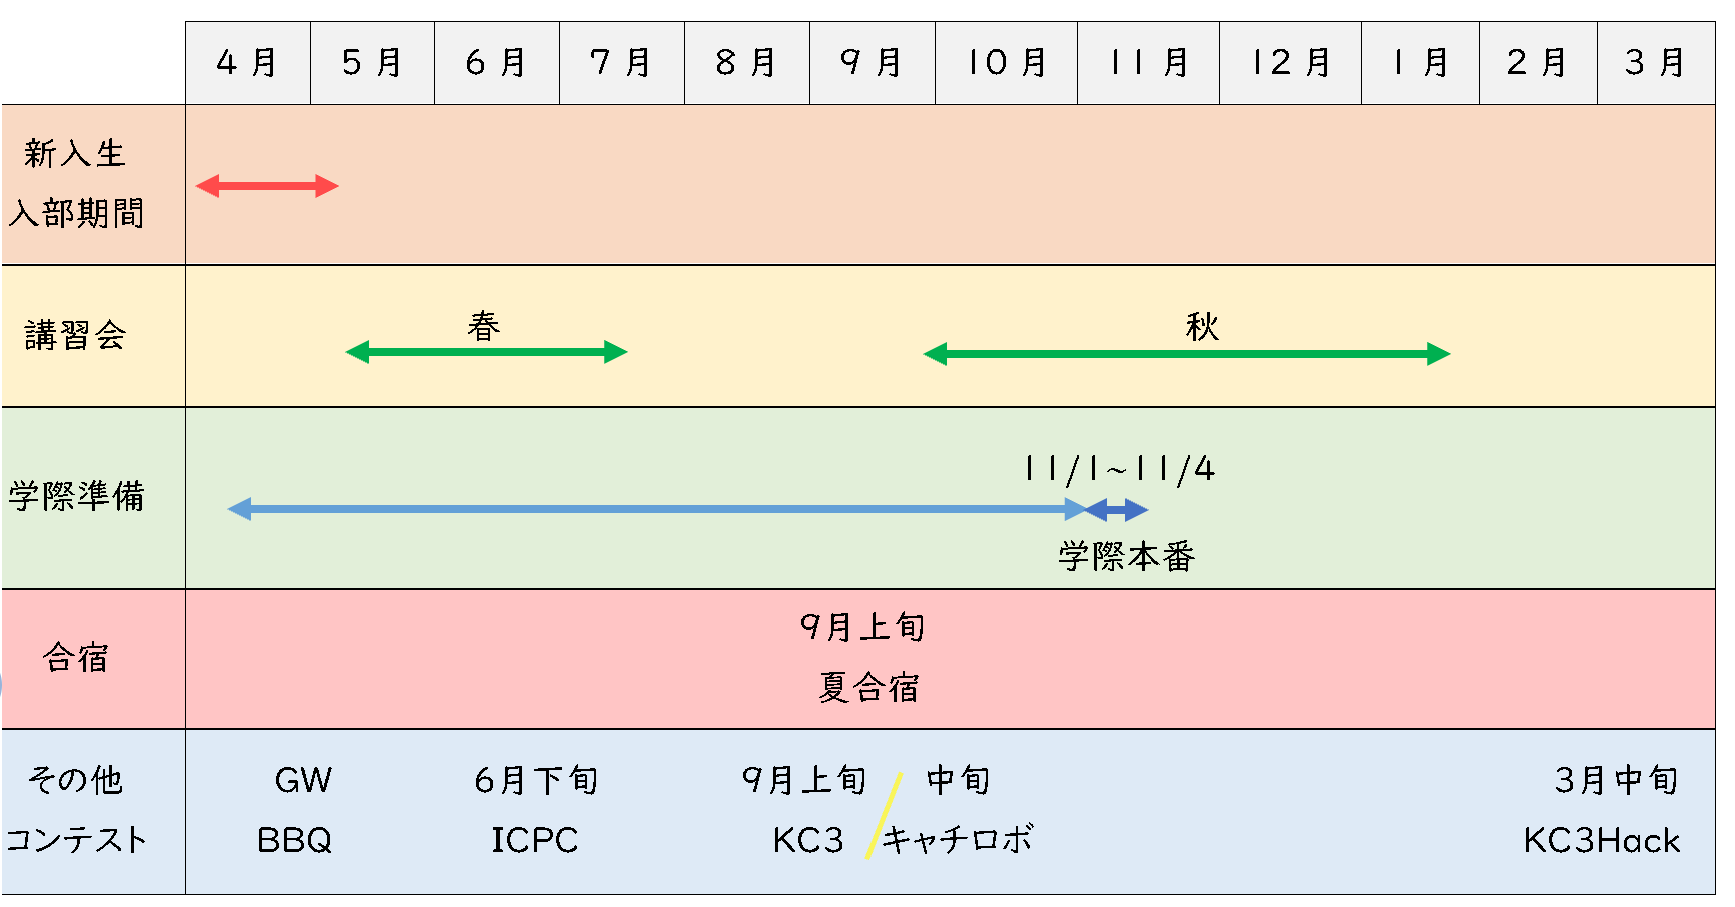 4月 5月 6月 7月 8月 9月 10月 11月 12月 1月 2月 3月
新入生
入部期間
講習会
春
秋
学際準備
11/1~11/4
学際本番
合宿
9月上旬
夏合宿
その他
コンテスト
GW
BBQ
6月下旬
ICPC
9月上旬 / 中旬
KC3 キャチロボ
3月中旬
KC3Hack